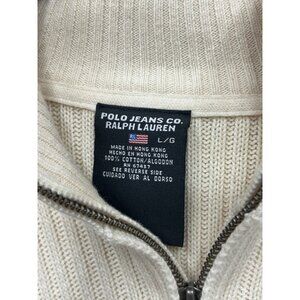 POLO JEANS CO.
RALPH LAUREN
L/G
MADE IN HONG KONG
HECHO EN HONG KONG
100% COTTON/ALGODON
RN 67487
SEE REVERSE SIDE
CUIDADO VER AL DORSO